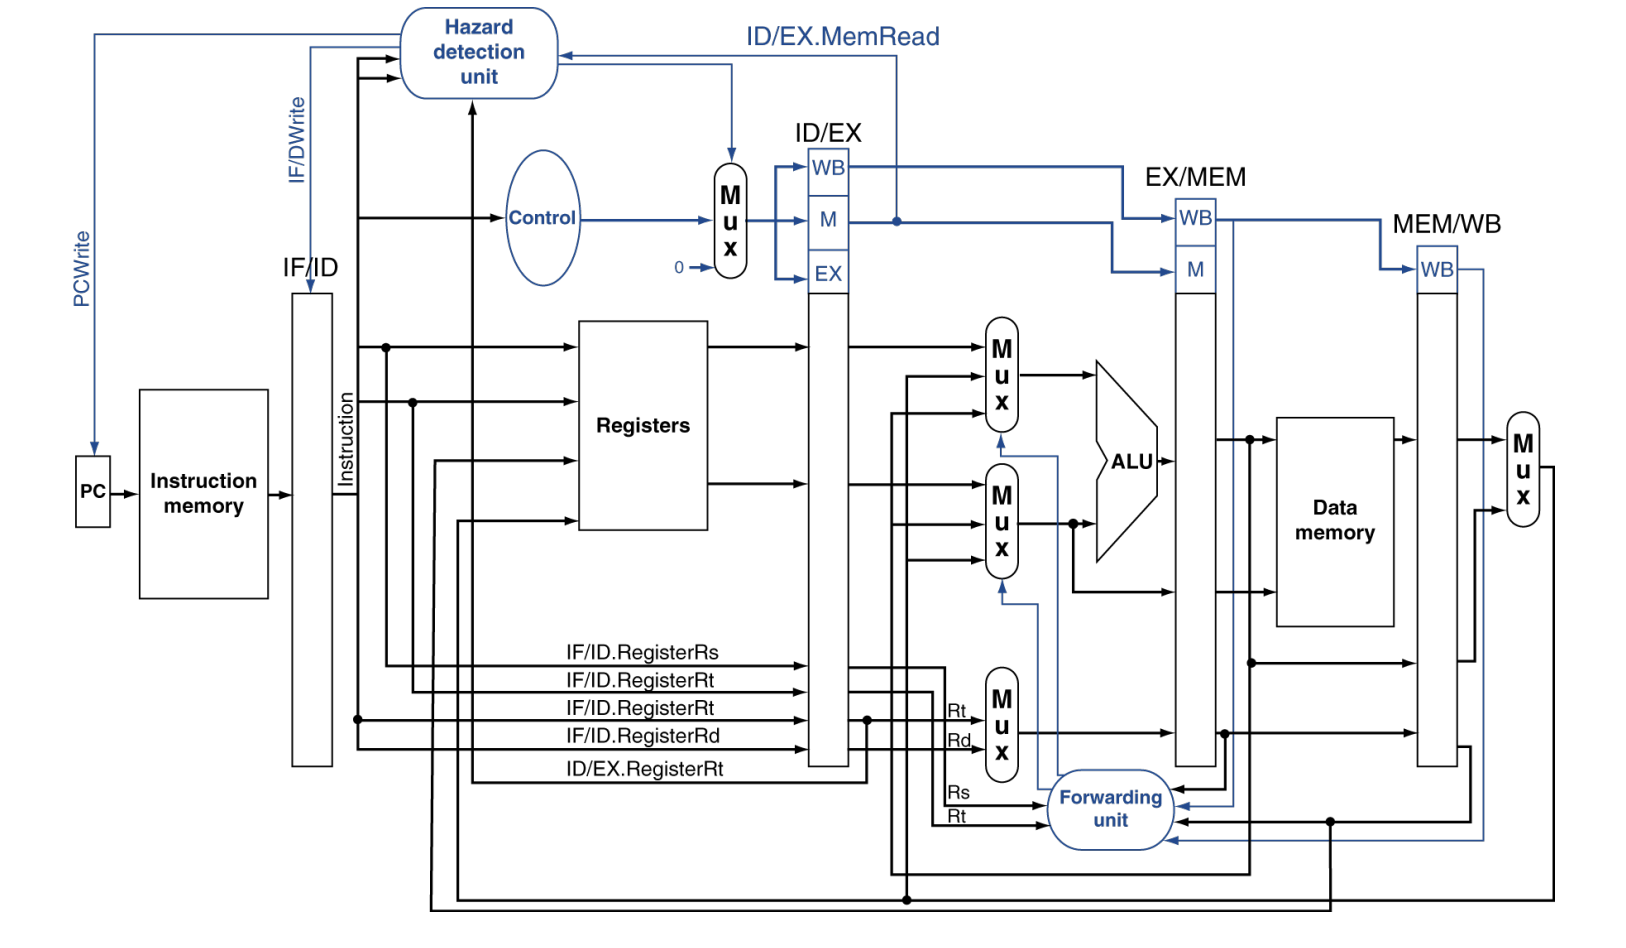 Hazard
detection
unit
ID/EX.MemRead
IF/DWrite
PCWrite
ID/EX
WB
M
EX
Control
M
u
x
0
EX/MEM
WB
M
MEM/WB
WB
IF/ID
Instruction
PC
Instruction
memory
Registers
M
u
x
M
u
x
ALU
Data
memory
M
u
x
IF/ID.RegisterRs
IF/ID.RegisterRt
IF/ID.RegisterRt
IF/ID.RegisterRd
ID/EX.RegisterRt
Rt
Rd
M
u
x
Rs
Rt
Forwarding
unit